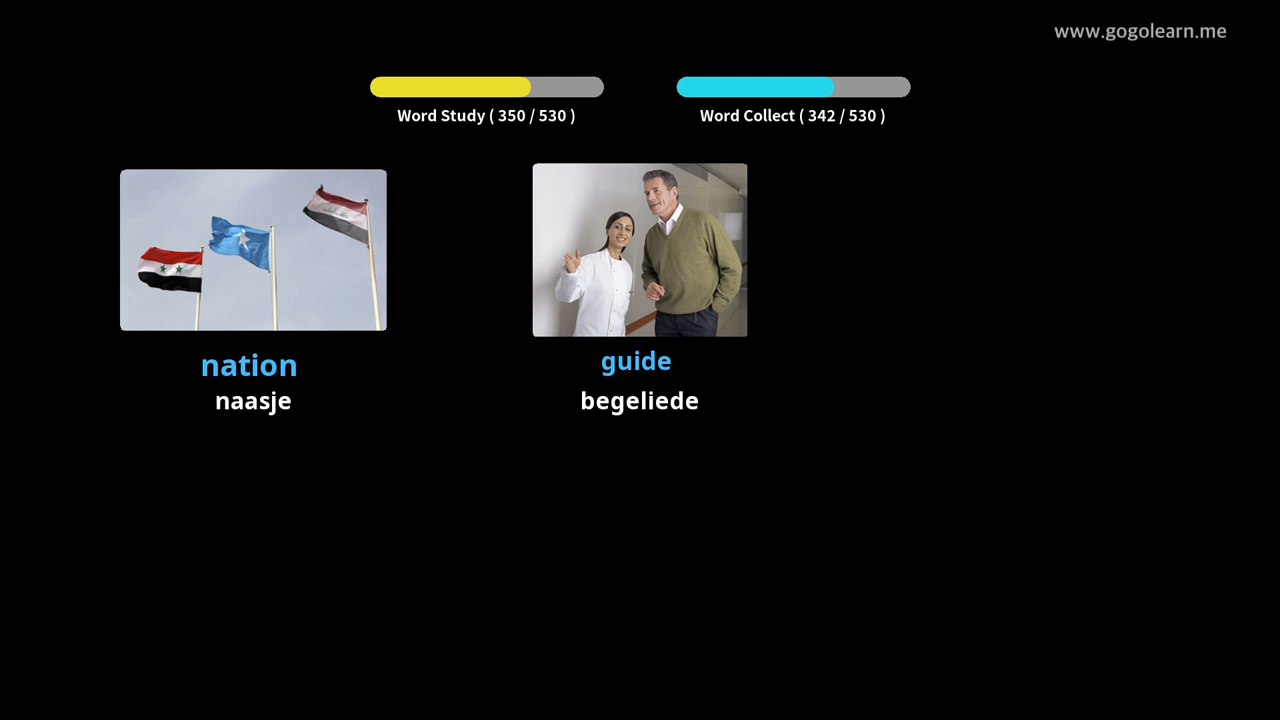 www.gogolearn.me
Word Study ( 350 / 530 )
Word Collect ( 342 / 530 )
nation
naasje
guide
begeliede